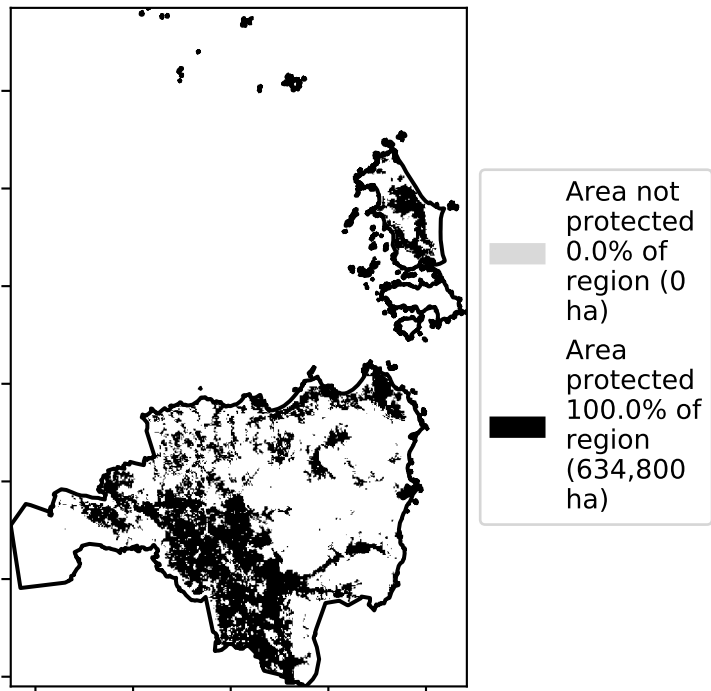 Area not
protected
0.0% of
region (0
ha)
Area
protected
100.0% of
region
(634,800
ha)